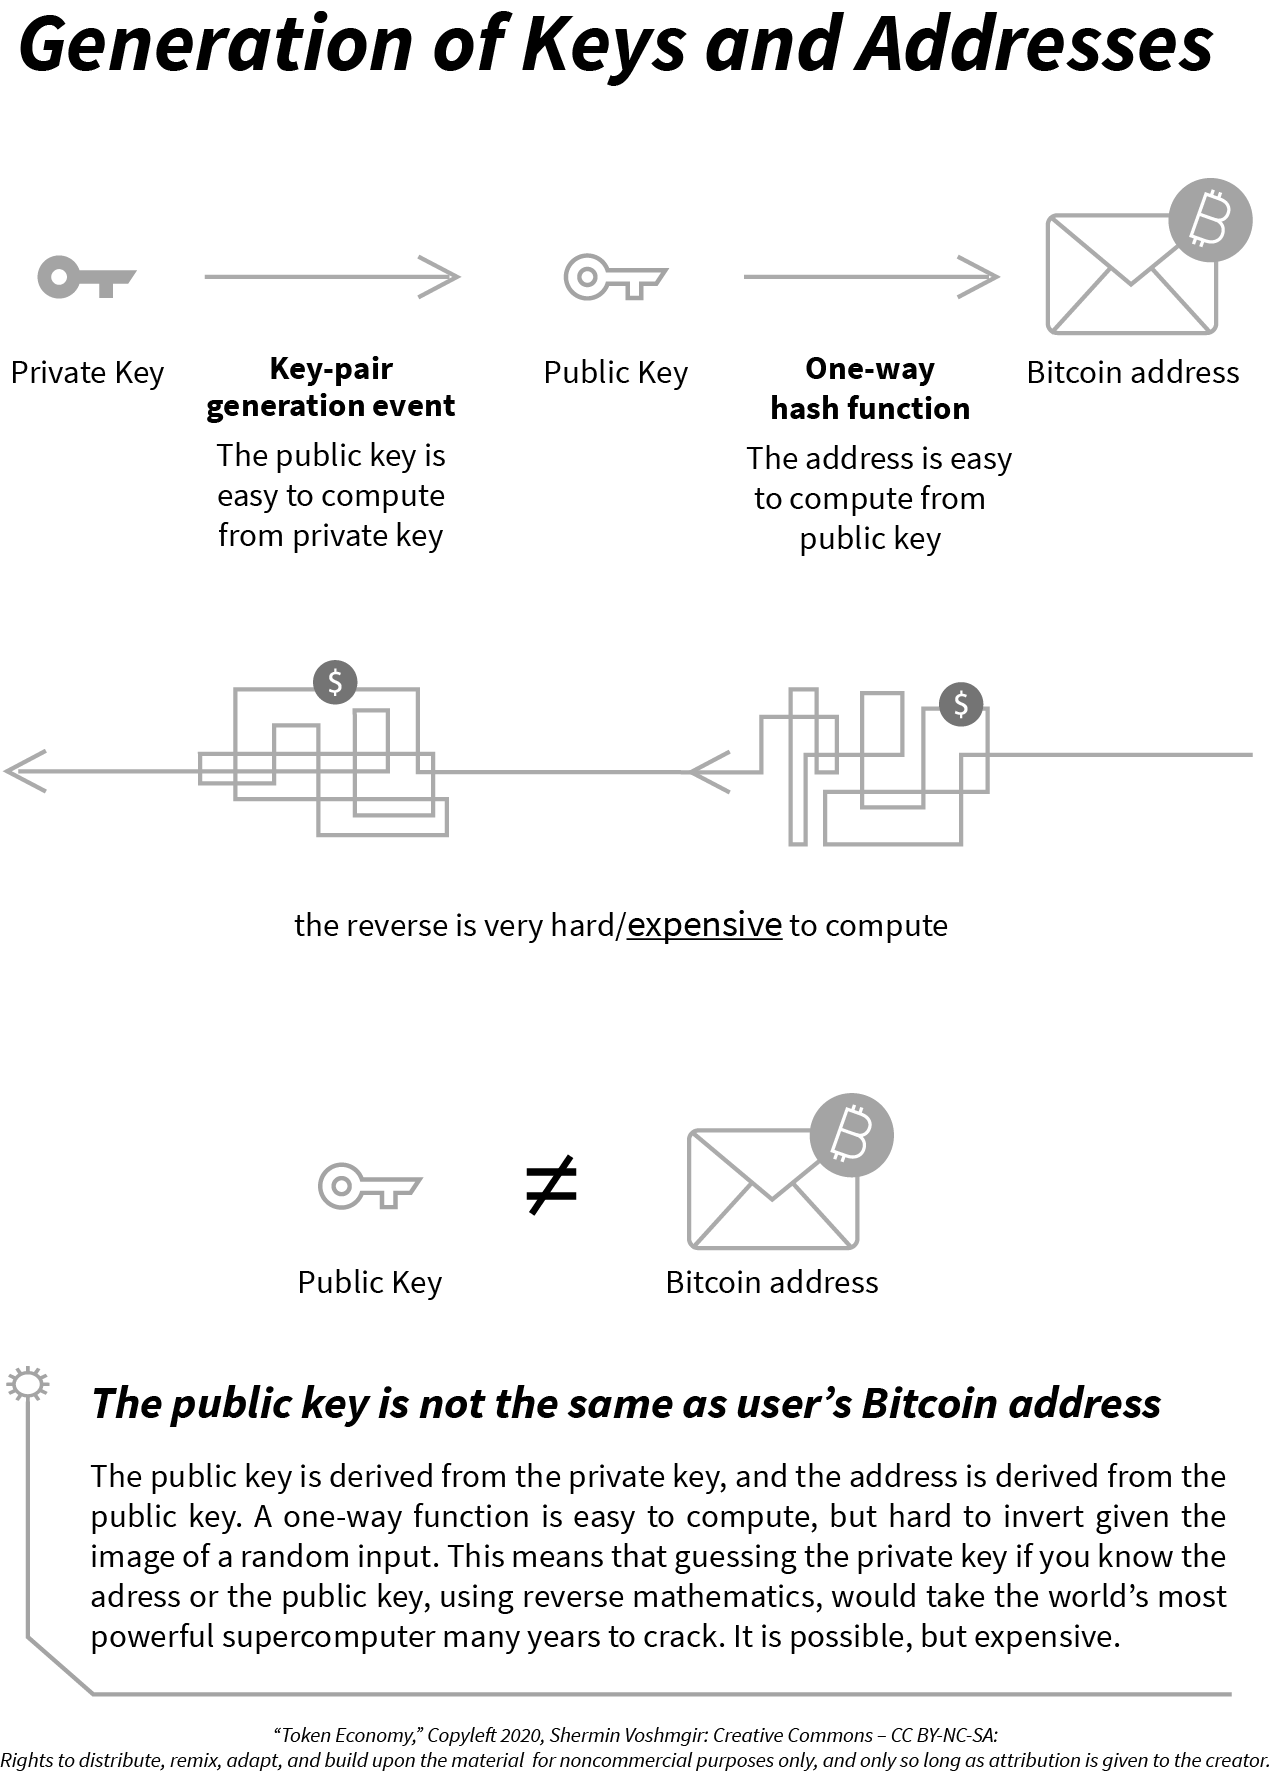 Generation of Keys and Addresses
Private Key
Key-pair
generation event
The public key is
easy to compute
from private key
Public Key
One-way
hash function
The address is easy
to compute from
public key
Bitcoin address
$
$
the reverse is very hard/expensive to compute
≠
Public Key
Bitcoin address
The public key is not the same as user’s Bitcoin address
The public key is derived from the private key, and the address is derived from the
public key. A one-way function is easy to compute, but hard to invert given the
image of a random input. This means that guessing the private key if you know the
adress or the public key, using reverse mathematics, would take the world’s most
powerful supercomputer many years to crack. It is possible, but expensive.
“Token Economy,” Copyleft 2020, Shermin Voshmgir: Creative Commons – CC BY-NC-SA:
Rights to distribute, remix, adapt, and build upon the material for noncommercial purposes only, and only so long as attribution is given to the creator.